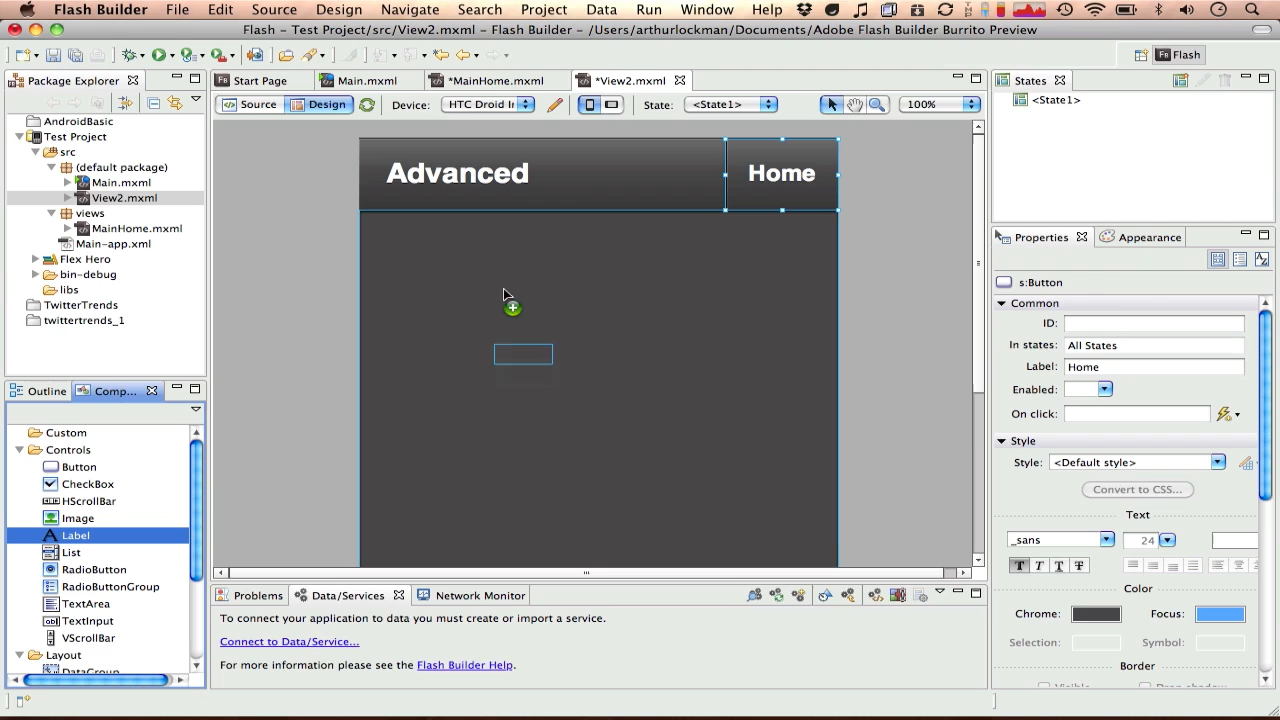 Flash Builder File Edit Source Design Navigate Search Project Data Run Window Help
Flash - Test Project/src/View2.mxml - Flash Builder - /Users/arthurlockman/Documents/Adobe Flash Builder Burrito Preview
Flash
Package Explorer
Start Page
Main.mxml
*MainHome.mxml
*View2.mxml
States
Source
Design
Device:
HTC Droid Ir
State:
<State1>
100%
<State1>
AndroidBasic
Test Project
src
(default package)
Main.mxml
View2.mxml
views
MainHome.mxml
Main-app.xml
Flex Hero
bin-debug
libs
TwitterTrends
twittertrends_1
Advanced
Home
Properties
Appearance
s:Button
Common
ID:
In states:
All States
Label:
Home
Enabled:
On click:
Style
Style:
<Default style>
Convert to CSS...
Text
_sans
24
T T T T
Color
Chrome:
Focus:
Selection:
Symbol:
Border
Outline
Comp...
Custom
Controls
Button
CheckBox
HScrollBar
Image
Label
List
RadioButton
RadioButtonGroup
TextArea
TextInput
VScrollBar
Layout
DataGroup
Problems
Data/Services
Network Monitor
To connect your application to data you must create or import a service.
Connect to Data/Service...
For more information please see the Flash Builder Help.